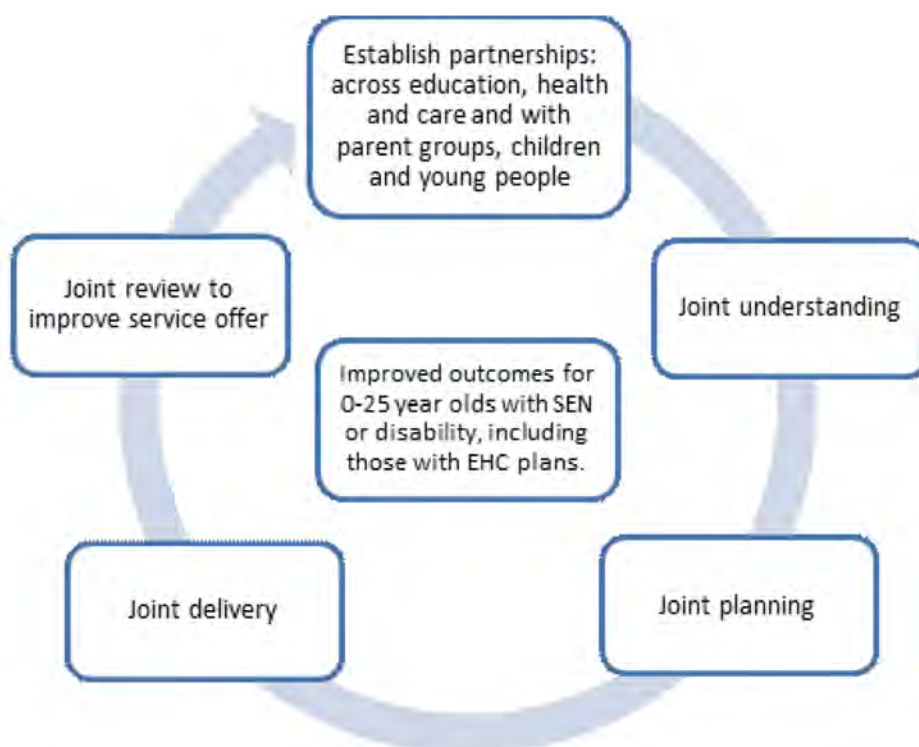 Establish partnerships:
across education, health
and care and with
parent groups, children
and young people
Joint understanding
Joint planning
Joint delivery
Joint review to
improve service offer
Improved outcomes for
0-25 year olds with SEN
or disability, including
those with EHC plans.